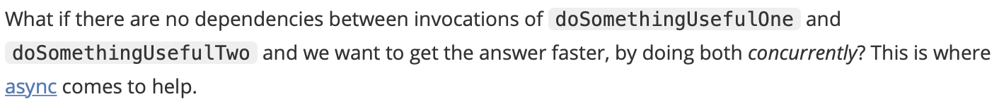 What if there are no dependencies between invocations of doSomethingUsefulOne and
doSomethingUsefulTwo and we want to get the answer faster, by doing both concurrently? This is where
async comes to help.